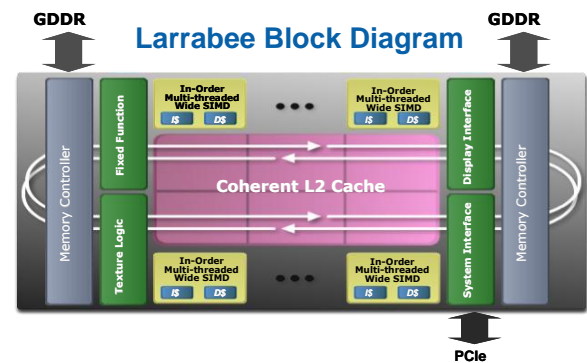 GDDR
GDDR
Larrabee Block Diagram
Memory Controller
Fixed Function
In-Order
Multi-threaded
Wide SIMD
I$ D$
•••
In-Order
Multi-threaded
Wide SIMD
I$ D$
Display Interface
Memory Controller
Coherent L2 Cache
Texture Logic
In-Order
Multi-threaded
Wide SIMD
I$ D$
•••
In-Order
Multi-threaded
Wide SIMD
I$ D$
System Interface
PCIe